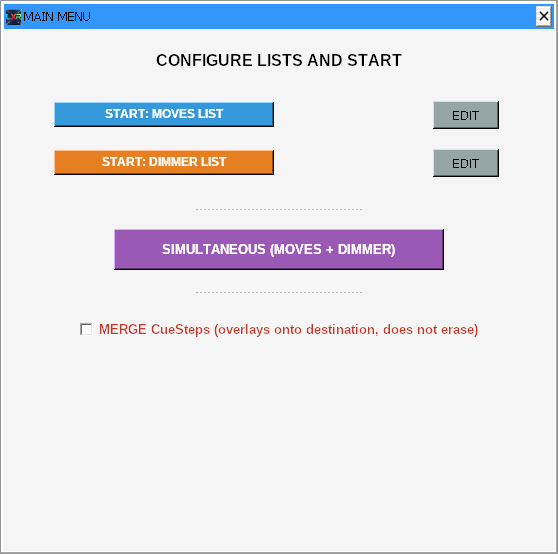 MAIN MENU
CONFIGURE LISTS AND START
START: MOVES LIST
EDIT
START: DIMMER LIST
EDIT
SIMULTANEOUS (MOVES + DIMMER)
MERGE CueSteps (overlays onto destination, does not erase)